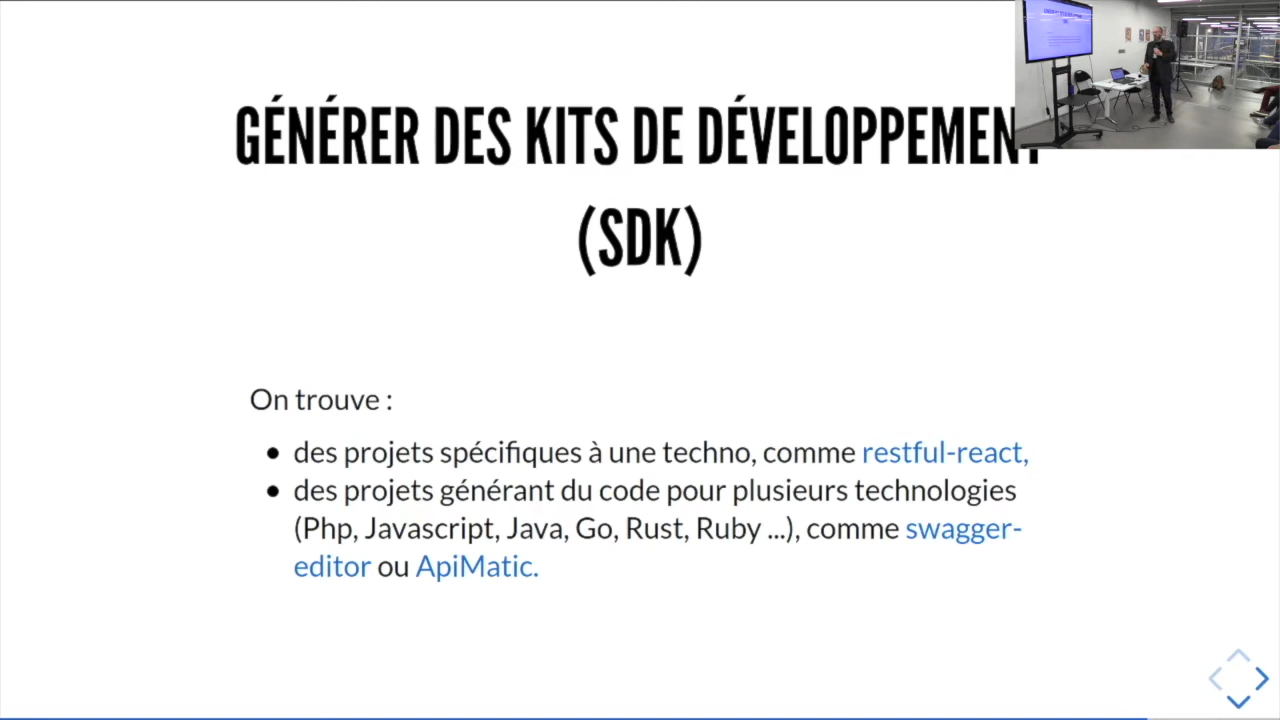 GÉNÉRER DES KITS DE DÉVELOPPEMENT
(SDK)
On trouve :
des projets spécifiques à une techno, comme restful-react,
des projets générant du code pour plusieurs technologies
(Php, Javascript, Java, Go, Rust, Ruby ...), comme swagger-
editor ou ApiMatic.